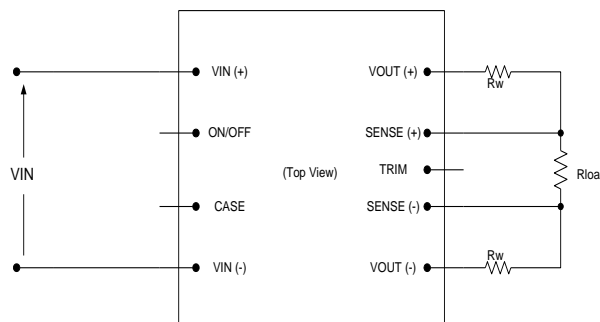 VIN (+)
VOUT (+)
Rw
ON/OFF
SENSE (+)
VIN
(Top View)
TRIM
Rloa
CASE
SENSE (-)
Rw
VIN (-)
VOUT (-)